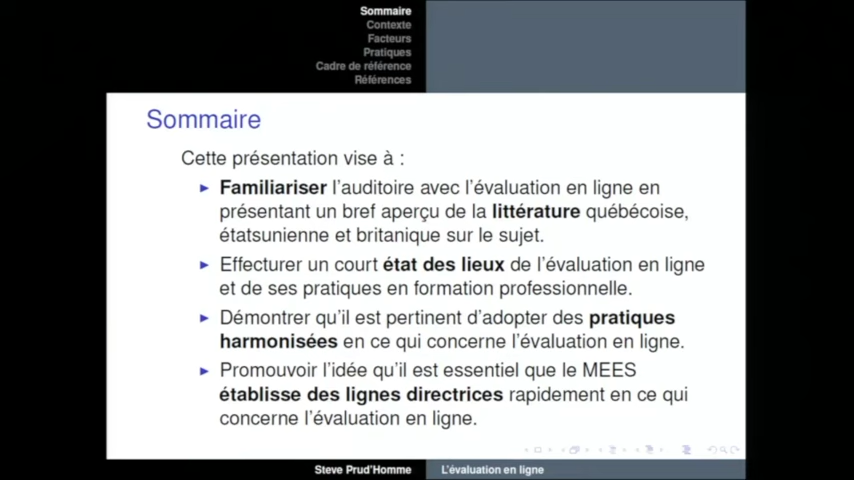 Sommaire
Contexte
Facteurs
Pratiques
Cadre de référence
Références
Sommaire
Cette présentation vise à :
Familiariser l'auditoire avec l'évaluation en ligne en
présentant un bref aperçu de la littérature québécoise,
étatsunienne et britanique sur le sujet.
Effecturer un court état des lieux de l'évaluation en ligne
et de ses pratiques en formation professionnelle.
Démontrer qu'il est pertinent d'adopter des pratiques
harmonisées en ce qui concerne l'évaluation en ligne.
Promouvoir l'idée qu'il est essentiel que le MEES
établisse des lignes directrices rapidement en ce qui
concerne l'évaluation en ligne.
Steve Prud'Homme
L'évaluation en ligne